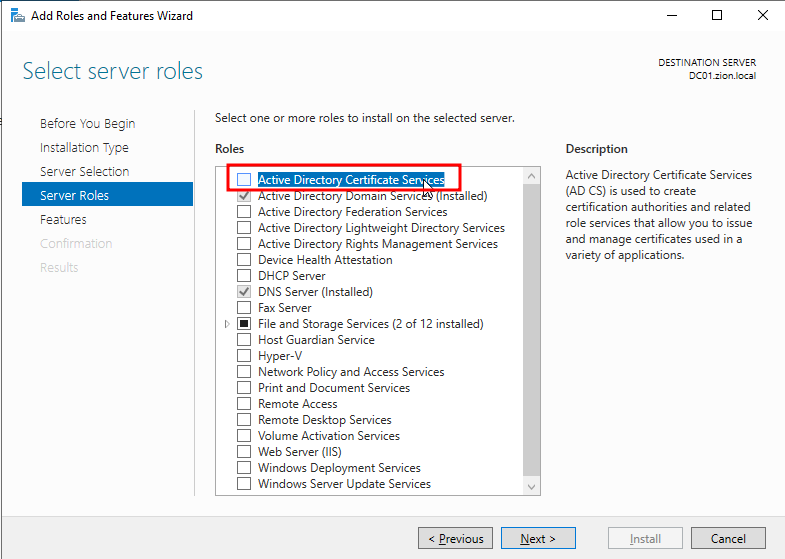 Add Roles and Features Wizard
Select server roles
DESTINATION SERVER
DC01.zion.local
Before You Begin
Installation Type
Server Selection
Server Roles
Features
Confirmation
Results
Select one or more roles to install on the selected server.
Roles
Active Directory Certificate Services
Active Directory Domain Services (Installed)
Active Directory Federation Services
Active Directory Lightweight Directory Services
Active Directory Rights Management Services
Device Health Attestation
DHCP Server
DNS Server (Installed)
Fax Server
File and Storage Services (2 of 12 installed)
Host Guardian Service
Hyper-V
Network Policy and Access Services
Print and Document Services
Remote Access
Remote Desktop Services
Volume Activation Services
Web Server (IIS)
Windows Deployment Services
Windows Server Update Services
Description
Active Directory Certificate Services
(AD CS) is used to create
certification authorities and related
role services that allow you to issue
and manage certificates used in a
variety of applications.
< Previous
Next >
Install
Cancel